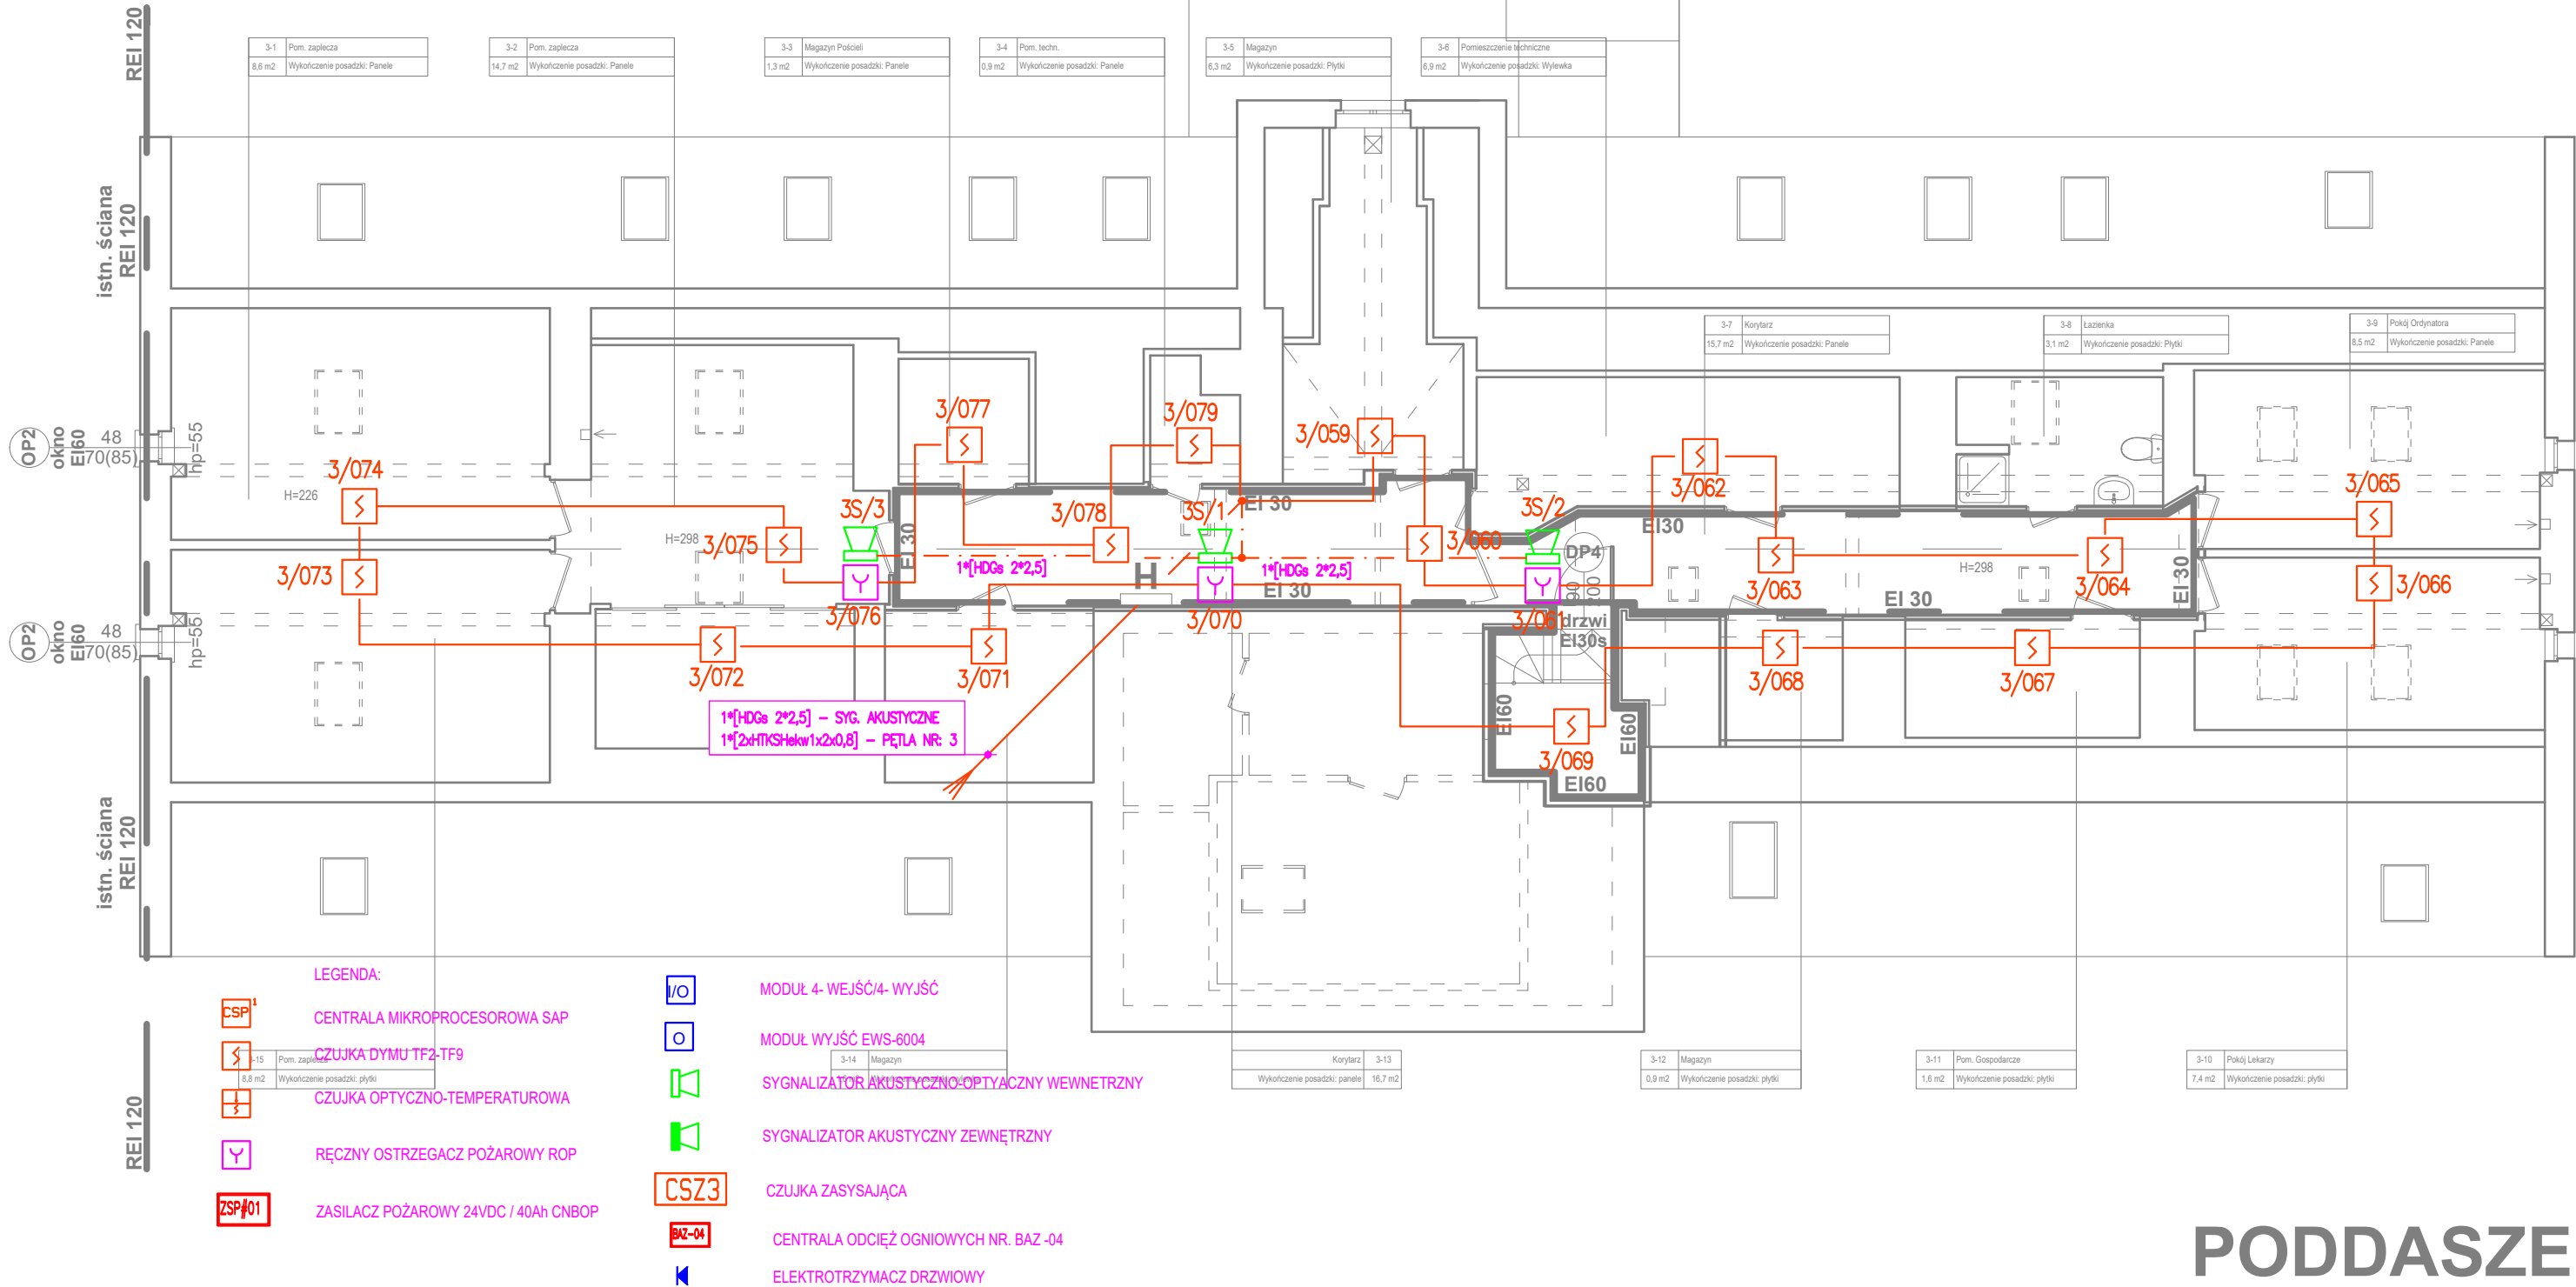 REI 120
3-1 Pom. zaplecza
8,6 m2 Wykończenie posadzki: Panele
3-2 Pom. zaplecza
14,7 m2 Wykończenie posadzki: Panele
3-3 Magazyn Pościeli
1,3 m2 Wykończenie posadzki: Panele
3-4 Pom. techn.
0,9 m2 Wykończenie posadzki: Panele
3-5 Magazyn
6,3 m2 Wykończenie posadzki: Płytki
3-6 Pomieszczenie techniczne
6,9 m2 Wykończenie posadzki: Wylewka
istn. ściana
REI 120
3-7 Korytarz
15,7 m2 Wykończenie posadzki: Panele
3-8 Łazienka
3,1 m2 Wykończenie posadzki: Płytki
3-9 Pokój Ordynatora
8,5 m2 Wykończenie posadzki: Panele
OP2
okno
EI60
48
70(85)
hp=55
3/074
H=226
3/077
3/079
3/059
3/062
3/065
3S/3
3/078
3S/1
EI 30
3S/2
EI30
H=298
3/075
EI 30
3/060
DP4
3/073
1*[HDGs 2*2,5]
H
1*[HDGs 2*2,5]
EI 30
90
200
3/063
H=298
3/064
EI 30
3/066
3/076
3/070
3/061
drzwi
EI30s
EI 30
OP2
okno
EI60
48
70(85)
hp=55
3/072
3/071
3/068
3/067
1*[HDGs 2*2,5] - SYG. AKUSTYCZNE
1*[2xHTKSHekw1x2x0,8] - PĘTLA NR: 3
EI60
EI60
3/069
EI60
istn. ściana
REI 120
LEGENDA:
CSP 1
CENTRALA MIKROPROCESOROWA SAP
CZUJKA DYMU TF2-TF9
CZUJKA OPTYCZNO-TEMPERATUROWA
RĘCZNY OSTRZEGACZ POŻAROWY ROP
ZSP#01
ZASILACZ POŻAROWY 24VDC / 40Ah CNBOP
I/O
MODUŁ 4- WEJŚĆ/4- WYJŚĆ
O
MODUŁ WYJŚĆ EWS-6004
SYGNALIZATOR AKUSTYCZNO-OPTYACZNY WEWNETRZNY
SYGNALIZATOR AKUSTYCZNY ZEWNĘTRZNY
CSZ3
CZUJKA ZASYSAJĄCA
BAZ-04
CENTRALA ODCIĘŻ OGNIOWYCH NR. BAZ -04
ELEKTROTRZYMACZ DRZWIOWY
3-15 Pom. zaplecza
8,8 m2 Wykończenie posadzki: płytki
3-14 Magazyn
Korytarz 3-13
Wykończenie posadzki: panele 16,7 m2
3-12 Magazyn
0,9 m2 Wykończenie posadzki: płytki
3-11 Pom. Gospodarcze
1,6 m2 Wykończenie posadzki: płytki
3-10 Pokój Lekarzy
7,4 m2 Wykończenie posadzki: płytki
REI 120
PODDASZE